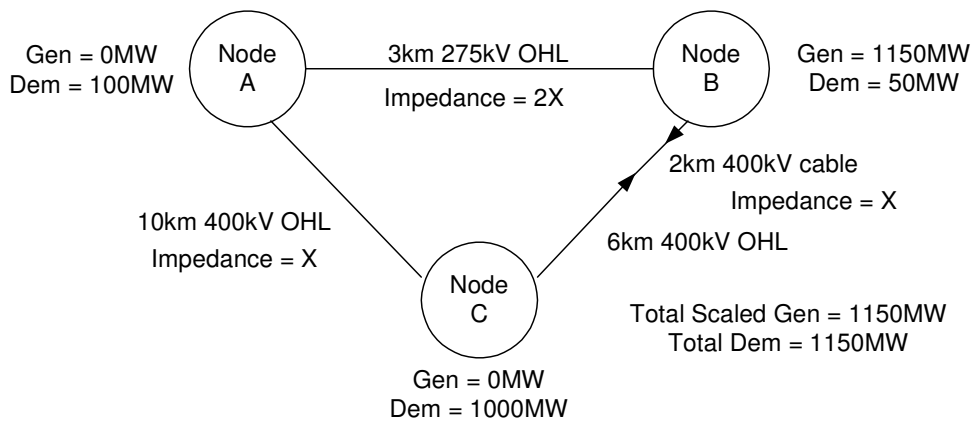 Gen = 0MW
Dem = 100MW
Node
A
3km 275kV OHL
Impedance = 2X
Node
B
Gen = 1150MW
Dem = 50MW
2km 400kV cable
Impedance = X
6km 400kV OHL
10km 400kV OHL
Impedance = X
Node
C
Gen = 0MW
Dem = 1000MW
Total Scaled Gen = 1150MW
Total Dem = 1150MW